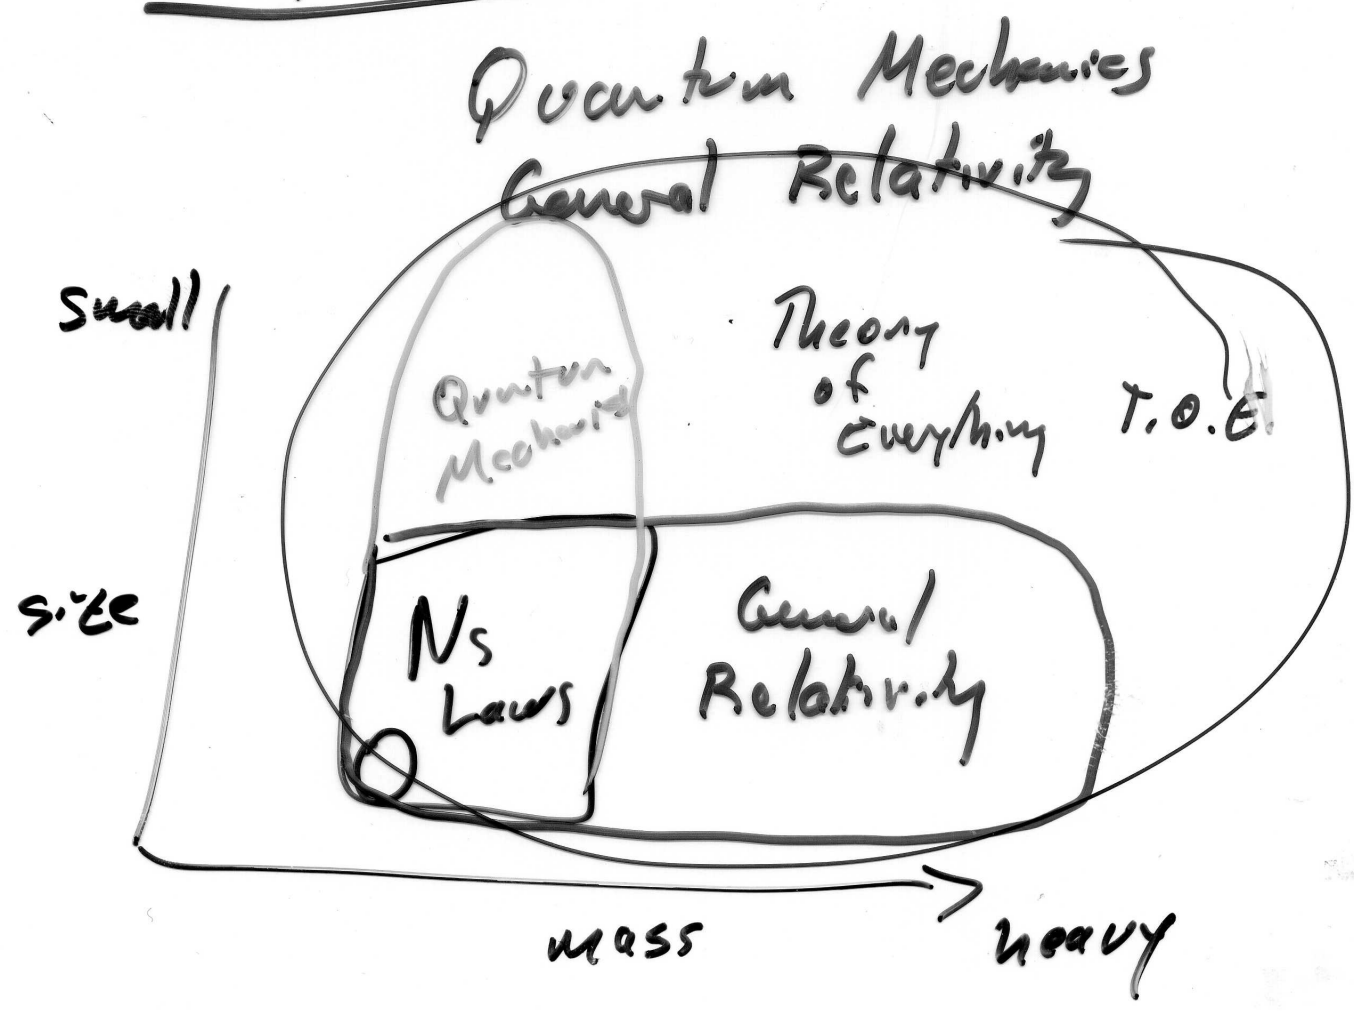 Quantum Mechanics
General Relativity
small
Theory
of
Everything
T.O.E.
Quantum
Mechanics
size
Ns
Laws
General
Relativity
mass
heavy